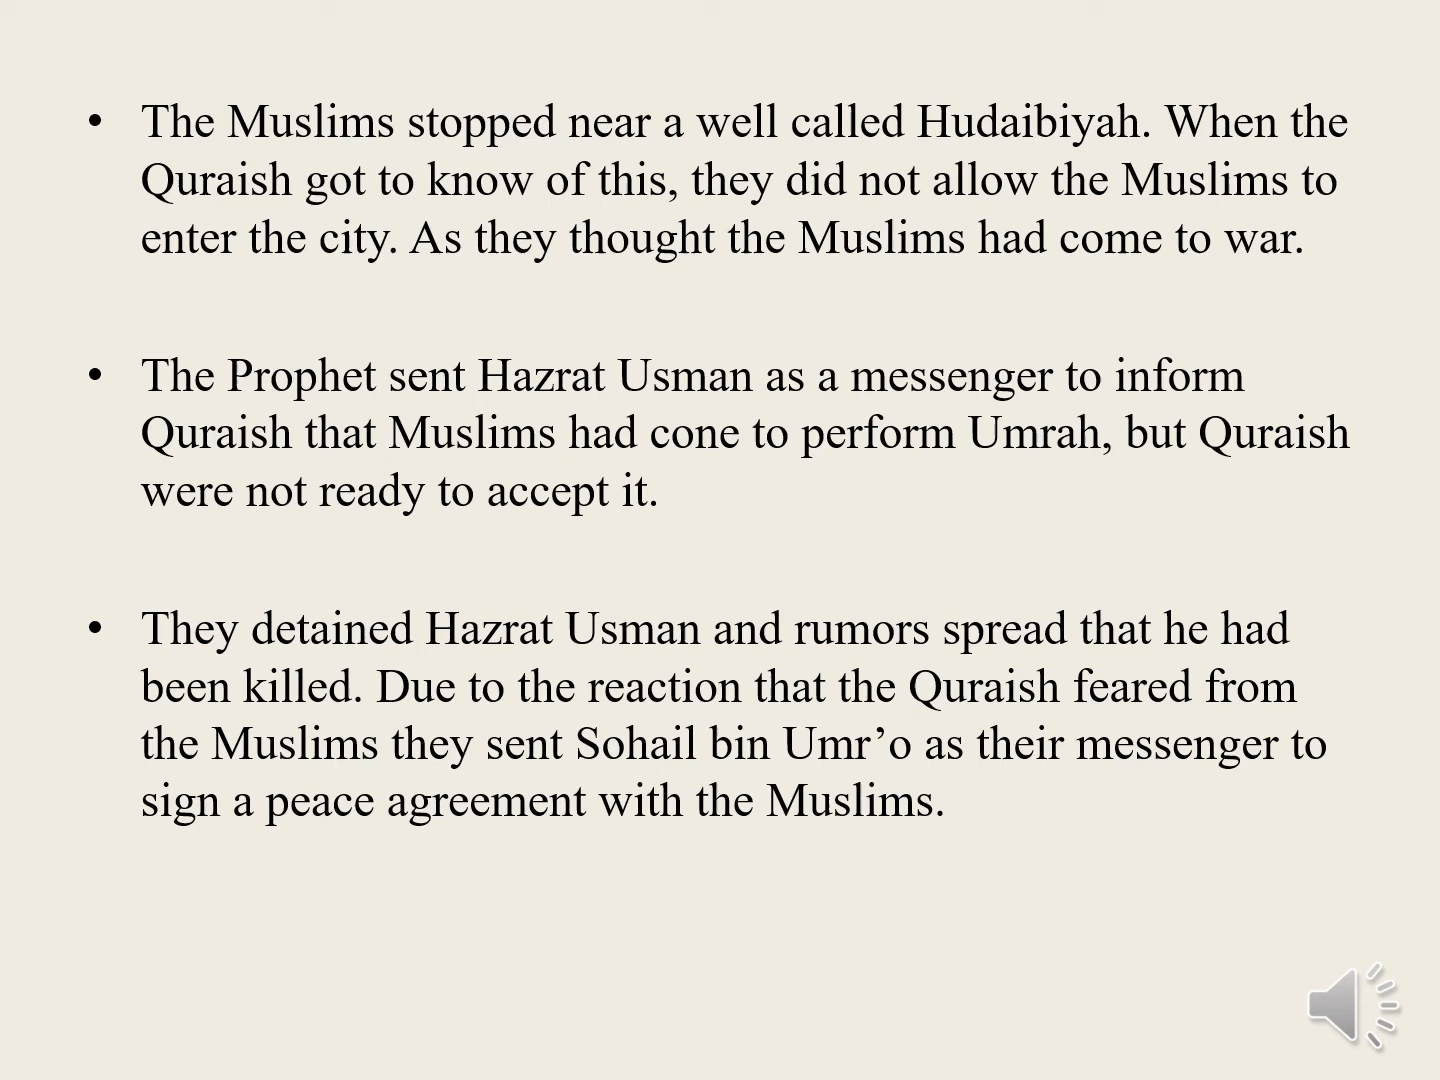 • The Muslims stopped near a well called Hudaibiyah. When the
Quraish got to know of this, they did not allow the Muslims to
enter the city. As they thought the Muslims had come to war.
• The Prophet sent Hazrat Usman as a messenger to inform
Quraish that Muslims had cone to perform Umrah, but Quraish
were not ready to accept it.
• They detained Hazrat Usman and rumors spread that he had
been killed. Due to the reaction that the Quraish feared from
the Muslims they sent Sohail bin Umr’o as their messenger to
sign a peace agreement with the Muslims.